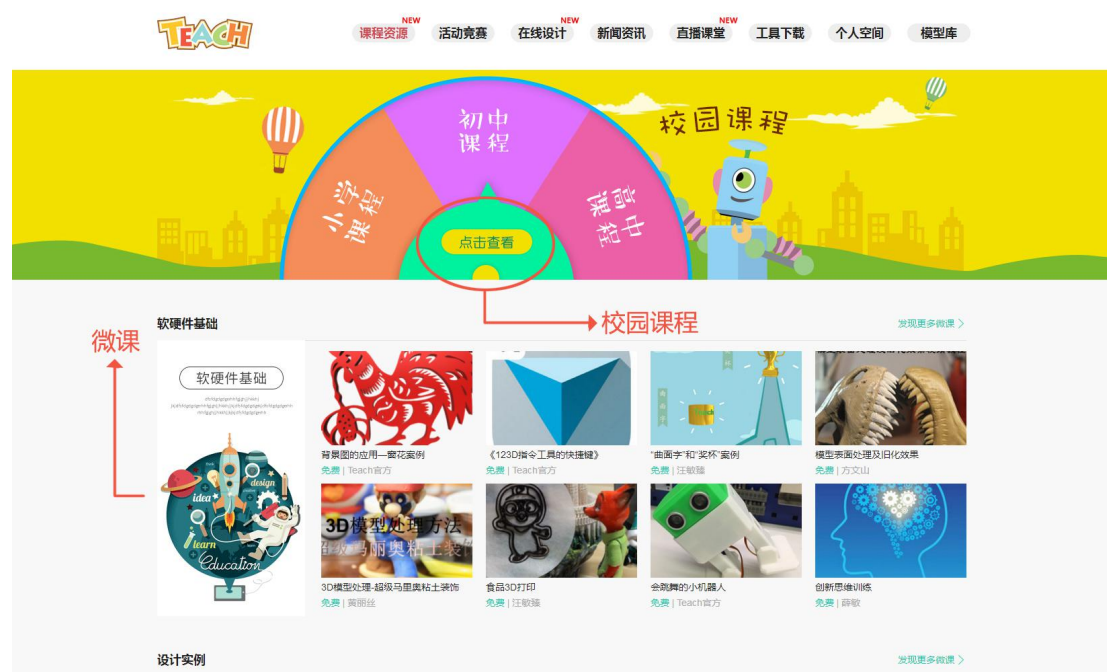 TEACH
课程资源 NEW
活动竞赛
在线设计 NEW
新闻资讯
直播课堂 NEW
工具下载
个人空间
模型库
小学
课程
初中
课程
高中
课程
点击查看
校园课程
校园课程
微课
软硬件基础
发现更多微课 >
软硬件基础
idea
design
learn
Education
背景图的应用—窗花案例
免费 | Teach官方
《123D指令工具的快捷键》
免费 | Teach官方
"曲面字"和"奖杯"案例
免费 | 汪敏臻
模型表面处理及旧化效果
免费 | 方文山
3D模型处理方法
超级马丽奥粘土装饰
3D模型处理-超级马里奥粘土装饰
免费 | 黄丽丝
食品3D打印
免费 | 汪敏臻
会跳舞的小机器人
免费 | Teach官方
创新思维训练
免费 | 薛敏
设计实例
发现更多微课 >